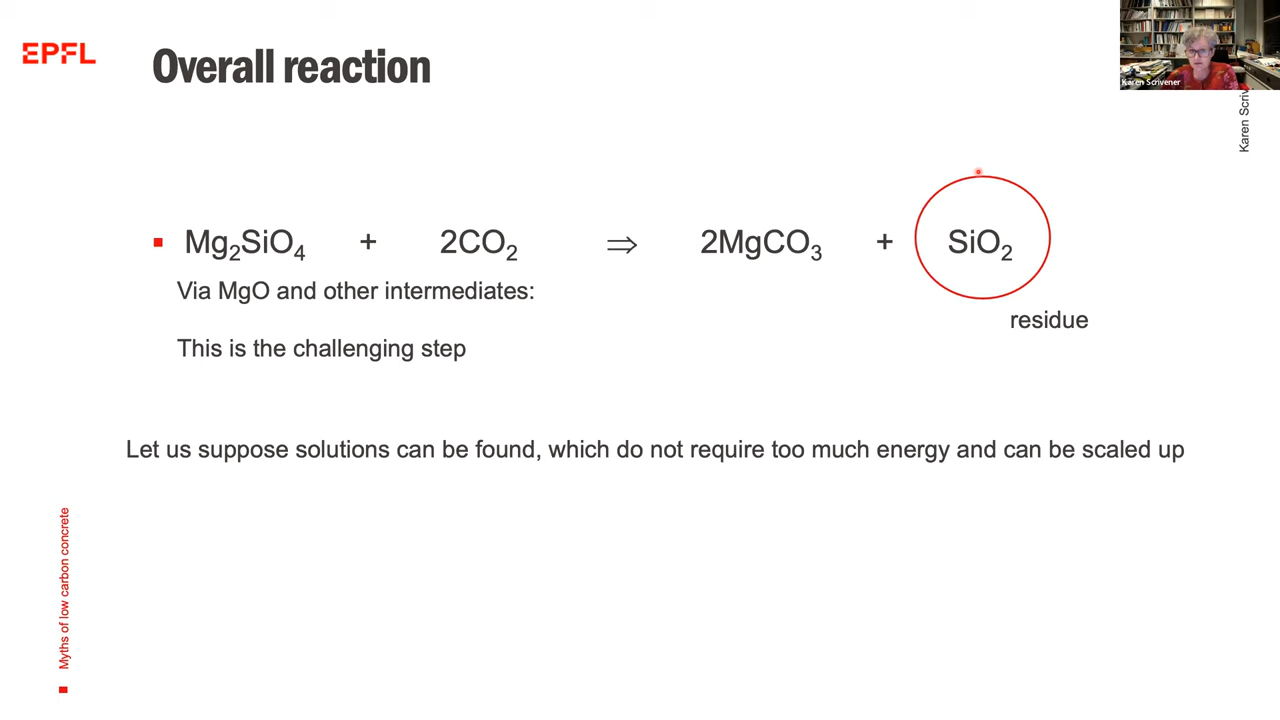 EPFL
Overall reaction
Karen Scrivener
Karen Scriv
▪ Mg₂SiO₄ + 2CO₂ ⇒ 2MgCO₃ + SiO₂
Via MgO and other intermediates:
residue
This is the challenging step
Let us suppose solutions can be found, which do not require too much energy and can be scaled up
Myths of low carbon concrete